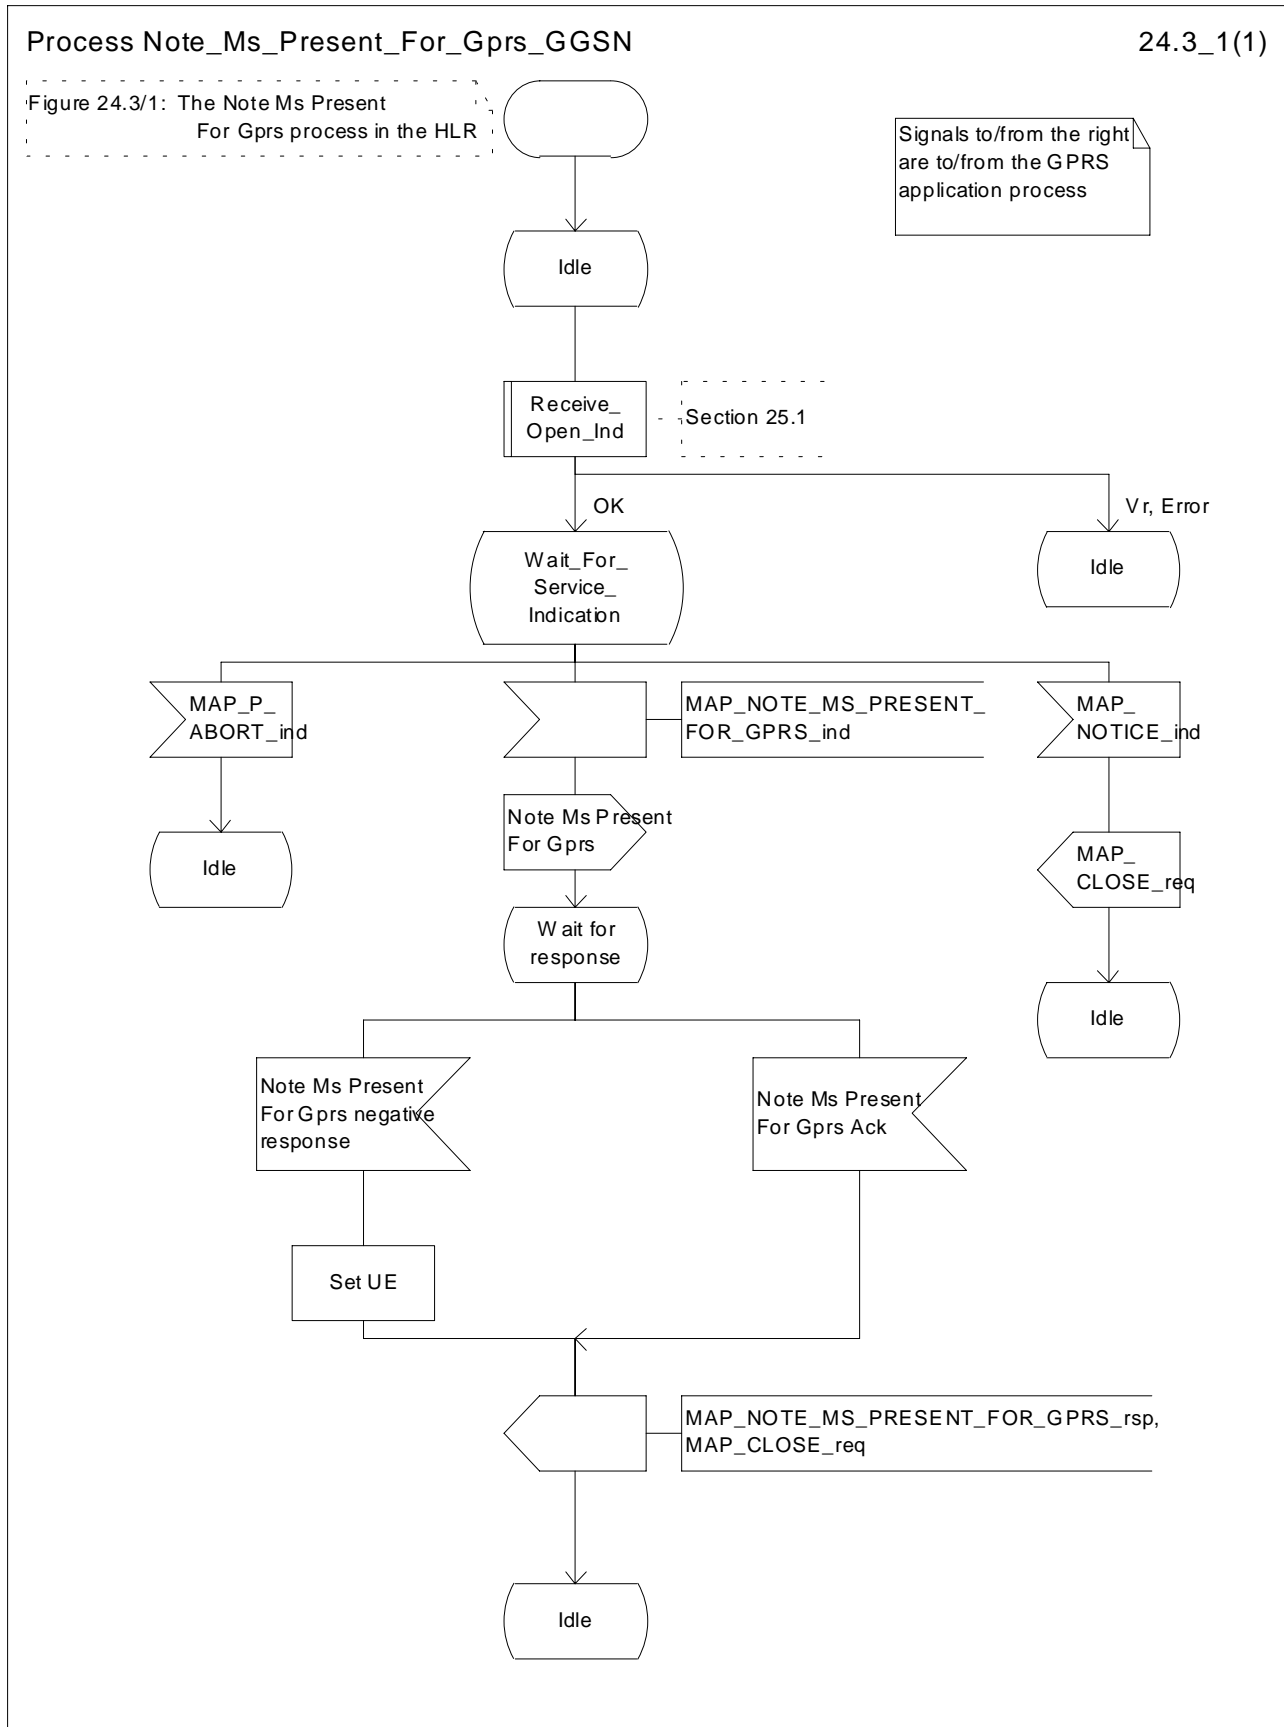 Process Note_Ms_Present_For_Gprs_GGSN
24.3_1(1)
Figure 24.3/1: The Note Ms Present
For Gprs process in the HLR
Signals to/from the right
are to/from the GPRS
application process
Idle
Receive_
Open_Ind
Section 25.1
OK
Vr, Error
Wait_For_
Service_
Indication
Idle
MAP_P_
ABORT_ind
MAP_NOTE_MS_PRESENT_
FOR_GPRS_ind
MAP_
NOTICE_ind
Note Ms Present
For Gprs
Idle
MAP_
CLOSE_req
Wait for
response
Idle
Note Ms Present
For Gprs negative
response
Note Ms Present
For Gprs Ack
Set UE
MAP_NOTE_MS_PRESENT_FOR_GPRS_rsp,
MAP_CLOSE_req
Idle